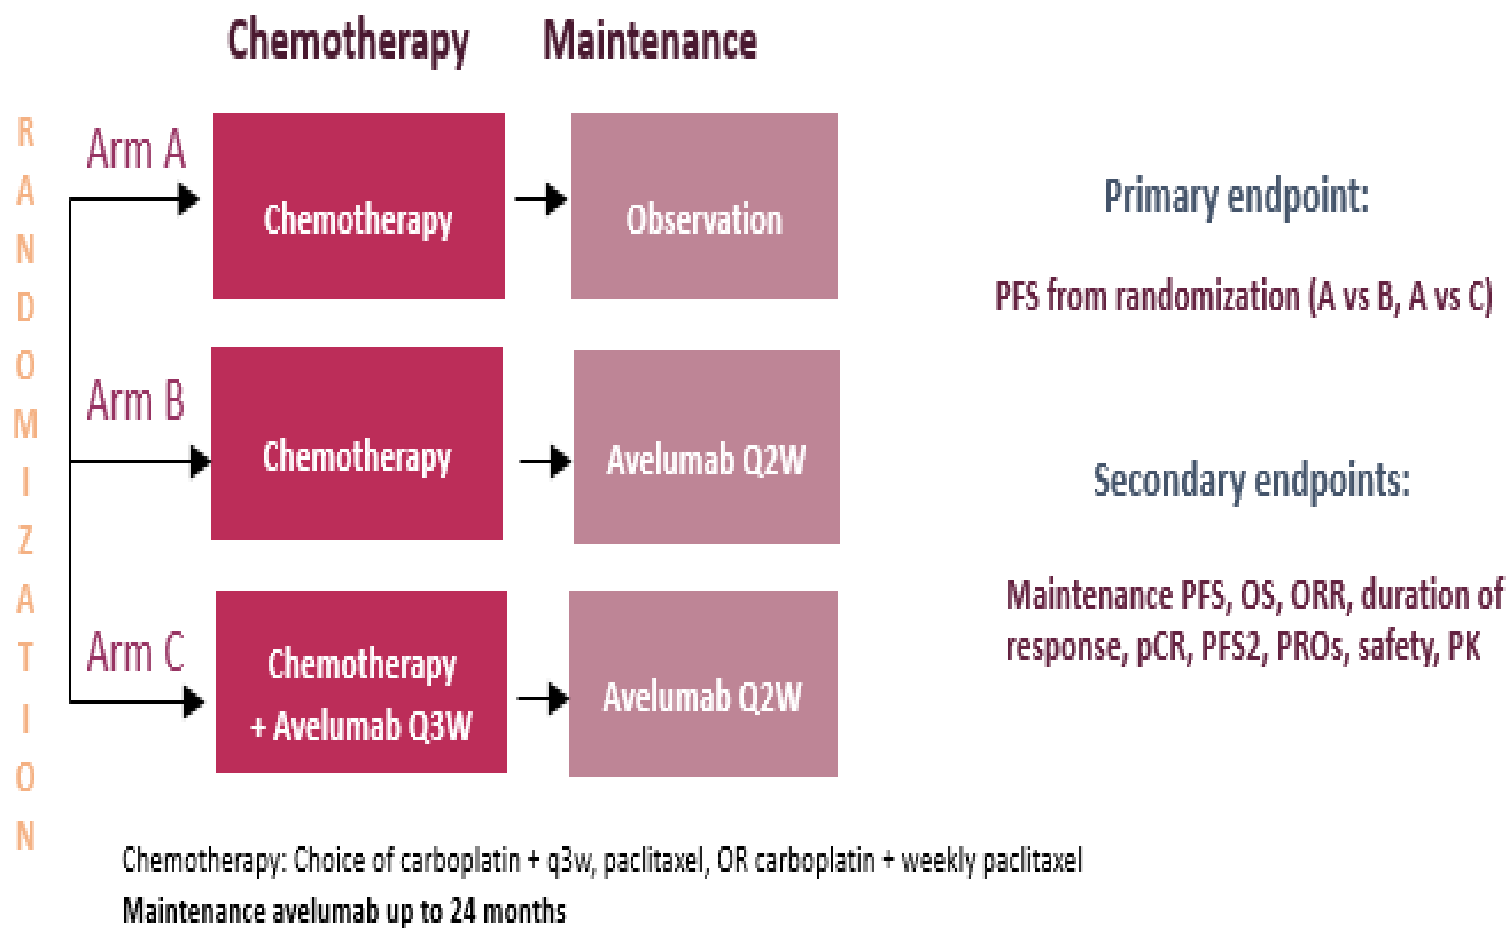 Chemotherapy
Maintenance
RANDOMIZATION
Arm A
Chemotherapy
Observation
Arm B
Chemotherapy
Avelumab Q2W
Arm C
Chemotherapy
+ Avelumab Q3W
Avelumab Q2W
Primary endpoint:
PFS from randomization (A vs B, A vs C)
Secondary endpoints:
Maintenance PFS, OS, ORR, duration of
response, pCR, PFS2, PROs, safety, PK
Chemotherapy: Choice of carboplatin + q3w, paclitaxel, OR carboplatin + weekly paclitaxel
Maintenance avelumab up to 24 months